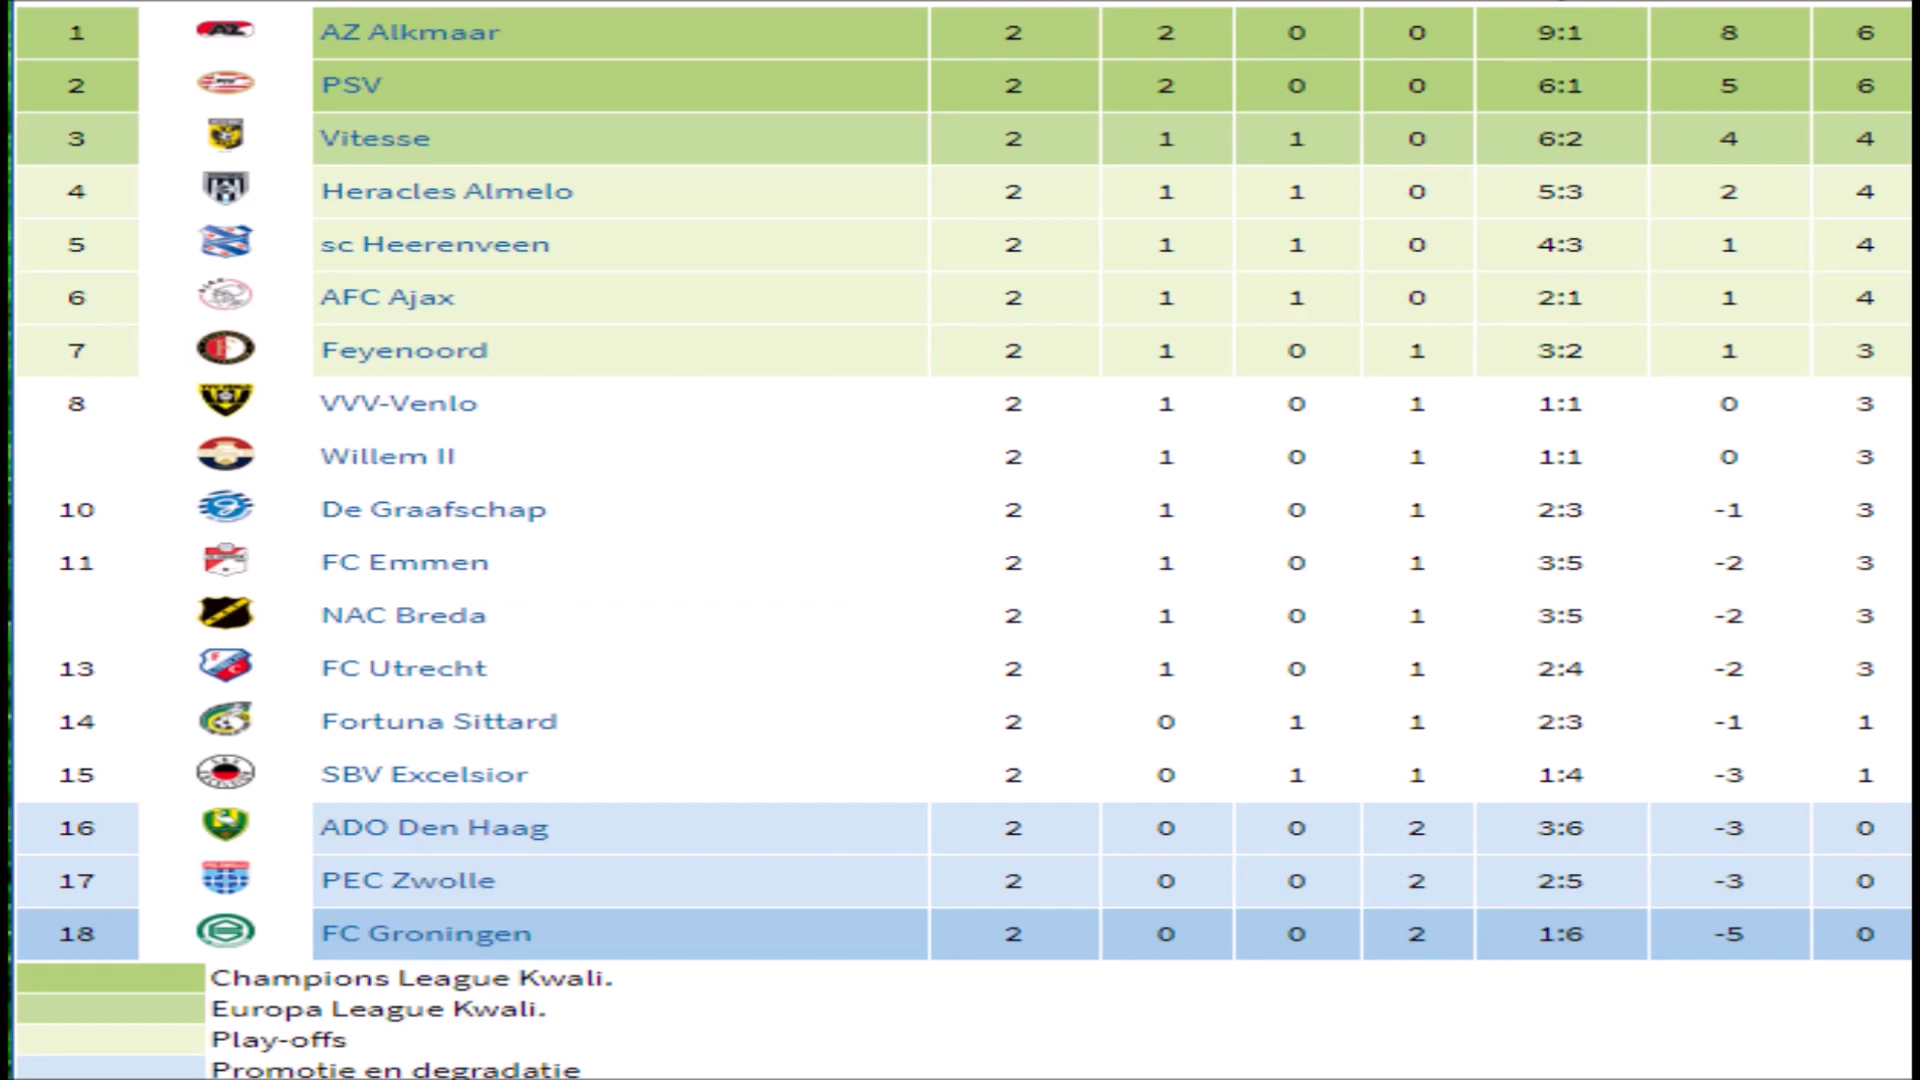 1 AZ Alkmaar 2 2 0 0 9:1 8 6
2 PSV 2 2 0 0 6:1 5 6
3 Vitesse 2 1 1 0 6:2 4 4
4 Heracles Almelo 2 1 1 0 5:3 2 4
5 sc Heerenveen 2 1 1 0 4:3 1 4
6 AFC Ajax 2 1 1 0 2:1 1 4
7 Feyenoord 2 1 0 1 3:2 1 3
8 VVV-Venlo 2 1 0 1 1:1 0 3
Willem II 2 1 0 1 1:1 0 3
10 De Graafschap 2 1 0 1 2:3 -1 3
11 FC Emmen 2 1 0 1 3:5 -2 3
NAC Breda 2 1 0 1 3:5 -2 3
13 FC Utrecht 2 1 0 1 2:4 -2 3
14 Fortuna Sittard 2 0 1 1 2:3 -1 1
15 SBV Excelsior 2 0 1 1 1:4 -3 1
16 ADO Den Haag 2 0 0 2 3:6 -3 0
17 PEC Zwolle 2 0 0 2 2:5 -3 0
18 FC Groningen 2 0 0 2 1:6 -5 0
Champions League Kwali.
Europa League Kwali.
Play-offs
Promotie en degradatie